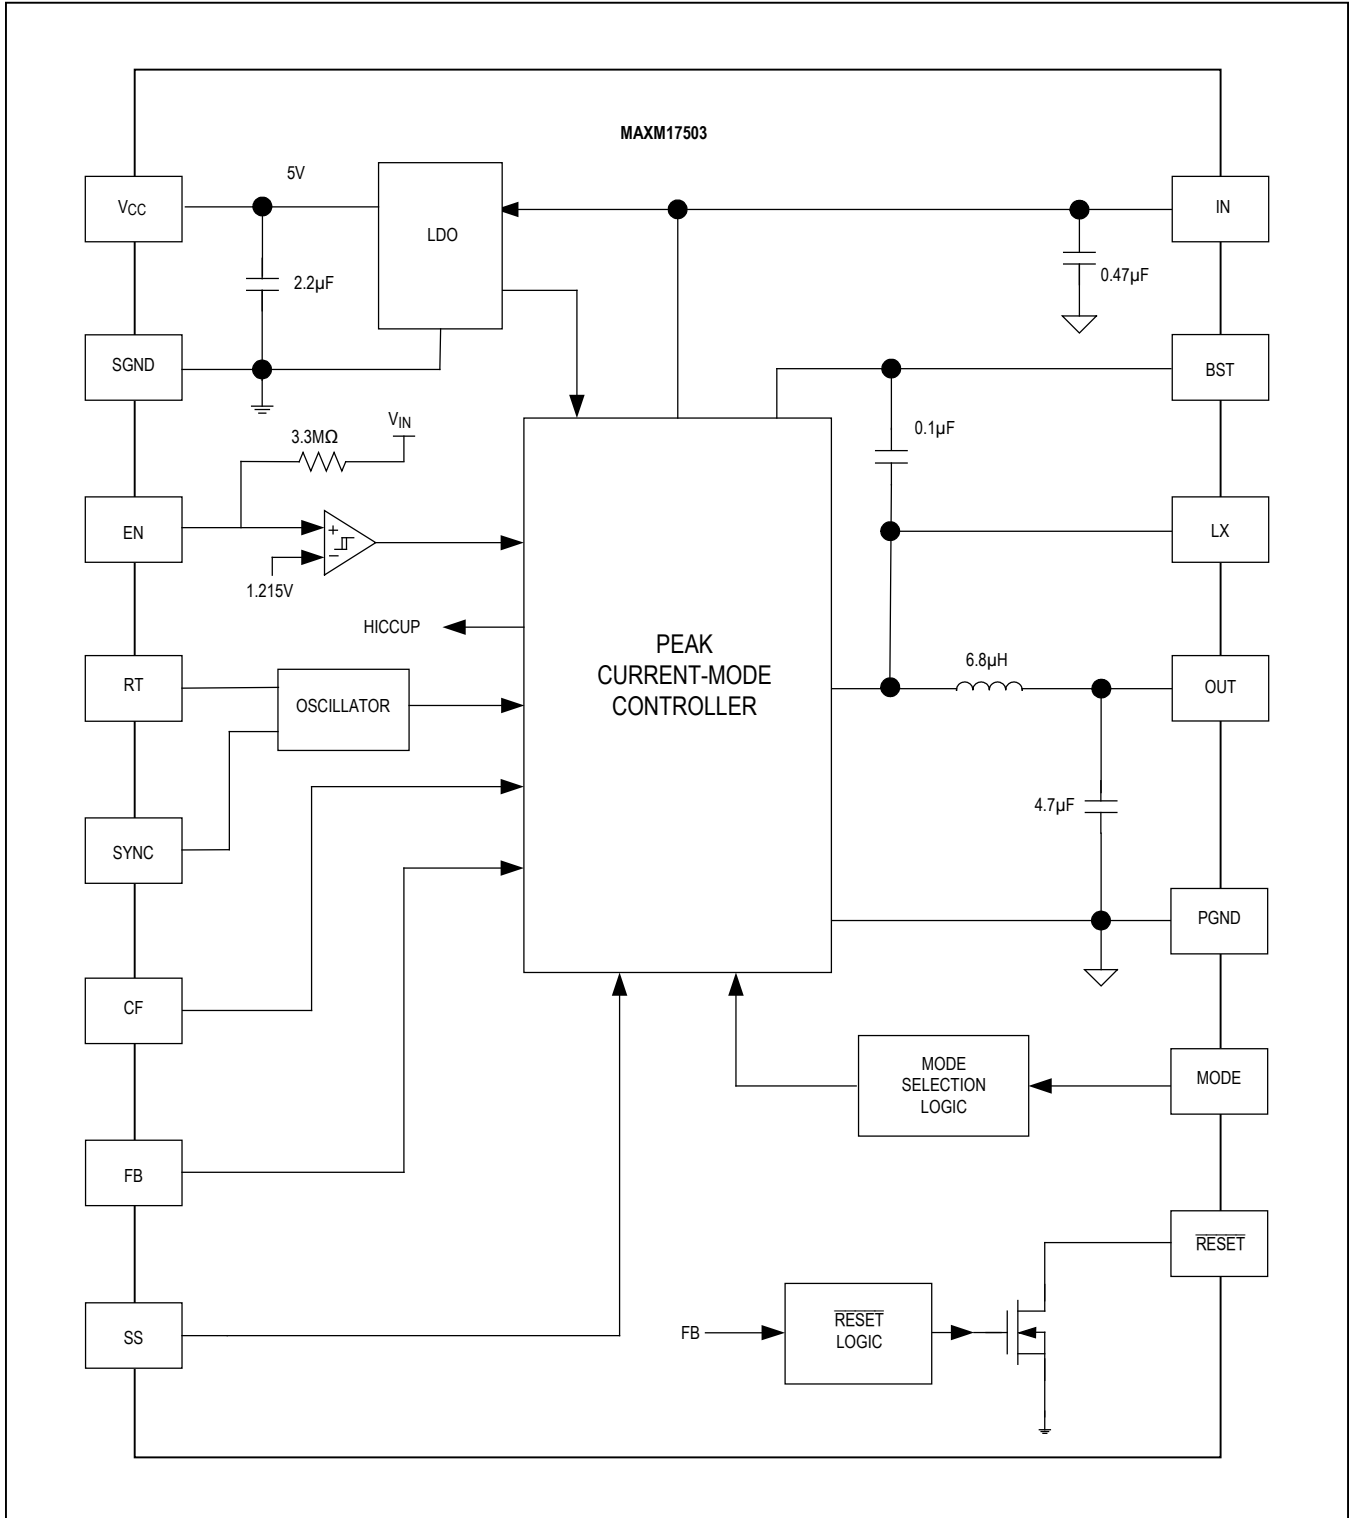 MAXM17503
5V
VCC
LDO
IN
2.2µF
0.47µF
SGND
BST
VIN
3.3MΩ
0.1µF
EN
+
−
1.215V
LX
HICCUP
PEAK
CURRENT-MODE
CONTROLLER
6.8µH
RT
OSCILLATOR
OUT
4.7µF
SYNC
PGND
CF
MODE
SELECTION
LOGIC
MODE
FB
RESET
SS
FB
RESET
LOGIC